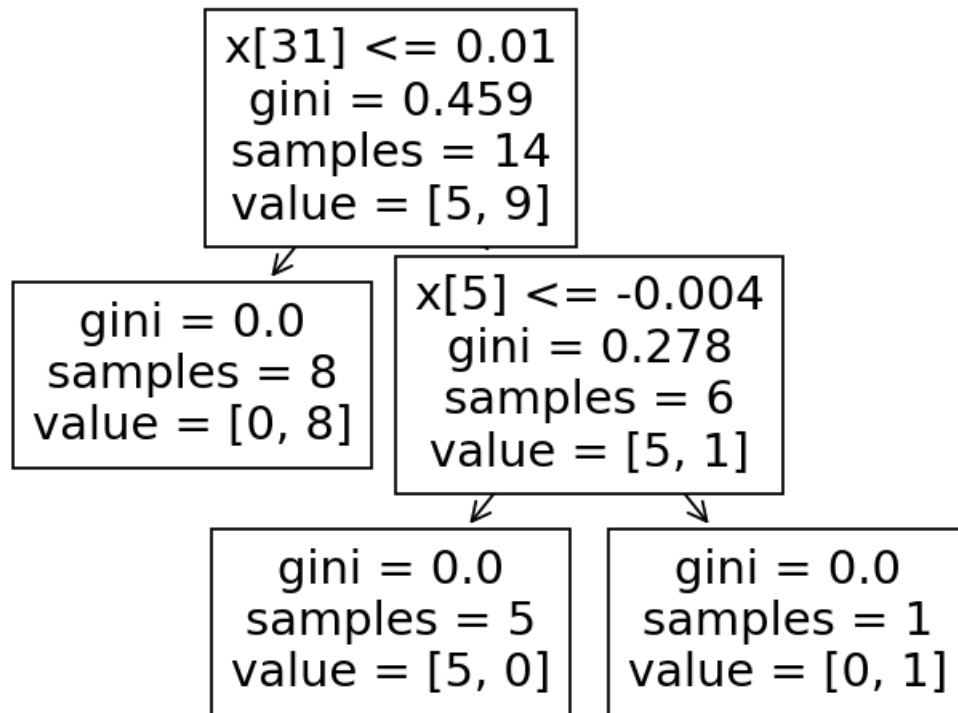 x[31] <= 0.01
gini = 0.459
samples = 14
value = [5, 9]
gini = 0.0
samples = 8
value = [0, 8]
x[5] <= -0.004
gini = 0.278
samples = 6
value = [5, 1]
gini = 0.0
samples = 5
value = [5, 0]
gini = 0.0
samples = 1
value = [0, 1]